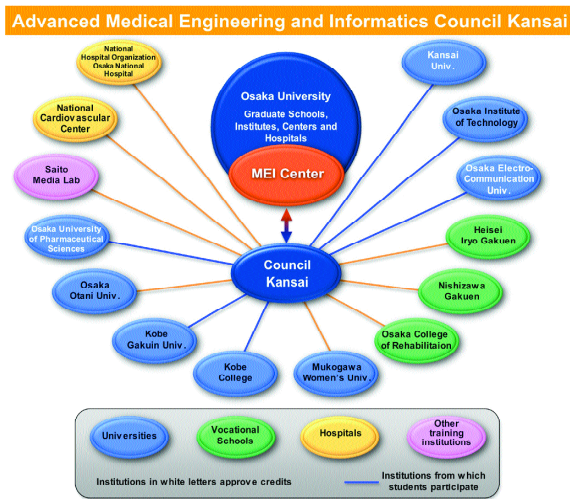 Advanced Medical Engineering and Informatics Council Kansai
National
Hospital Organization
Osaka National
Hospital
Kansai
Univ.
Osaka University
Graduate Schools,
Institutes, Centers and
Hospitals
MEI Center
National
Cardiovascular
Center
Osaka Institute
of Technology
Saito
Media Lab
Osaka Electro-
Communication
Univ.
Osaka University
of Pharmaceutical
Sciences
Heisei
Iryo Gakuen
Council
Kansai
Osaka
Otani Univ.
Nishizawa
Gakuen
Kobe
Gakuin Univ.
Osaka College
of Rehabilitaion
Kobe
College
Mukogawa
Women's Univ.
Universities
Vocational
Schools
Hospitals
Other
training
institutions
Institutions in white letters approve credits
Institutions from which
students participate